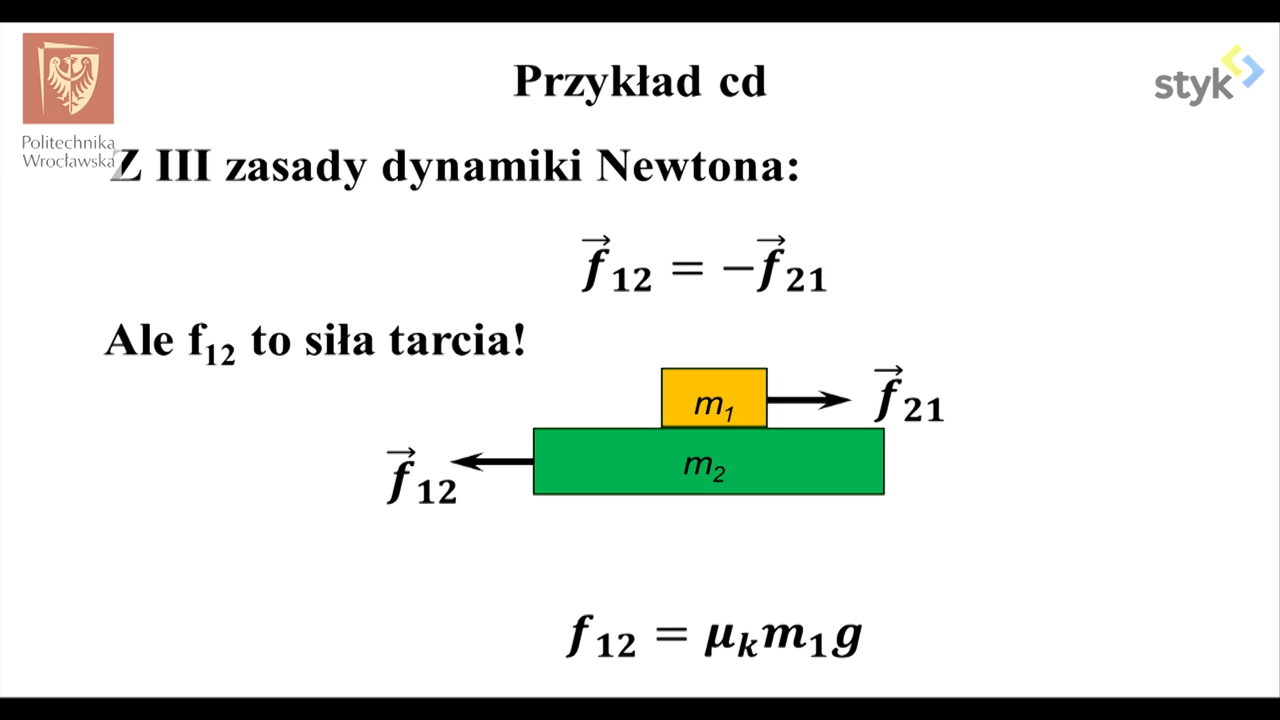 Politechnika
Wrocławska
styk
Przykład cd
Z III zasady dynamiki Newtona:
f⃗₁₂ = −f⃗₂₁
Ale f₁₂ to siła tarcia!
m₁
f⃗₂₁
m₂
f⃗₁₂
f₁₂ = μₖm₁g